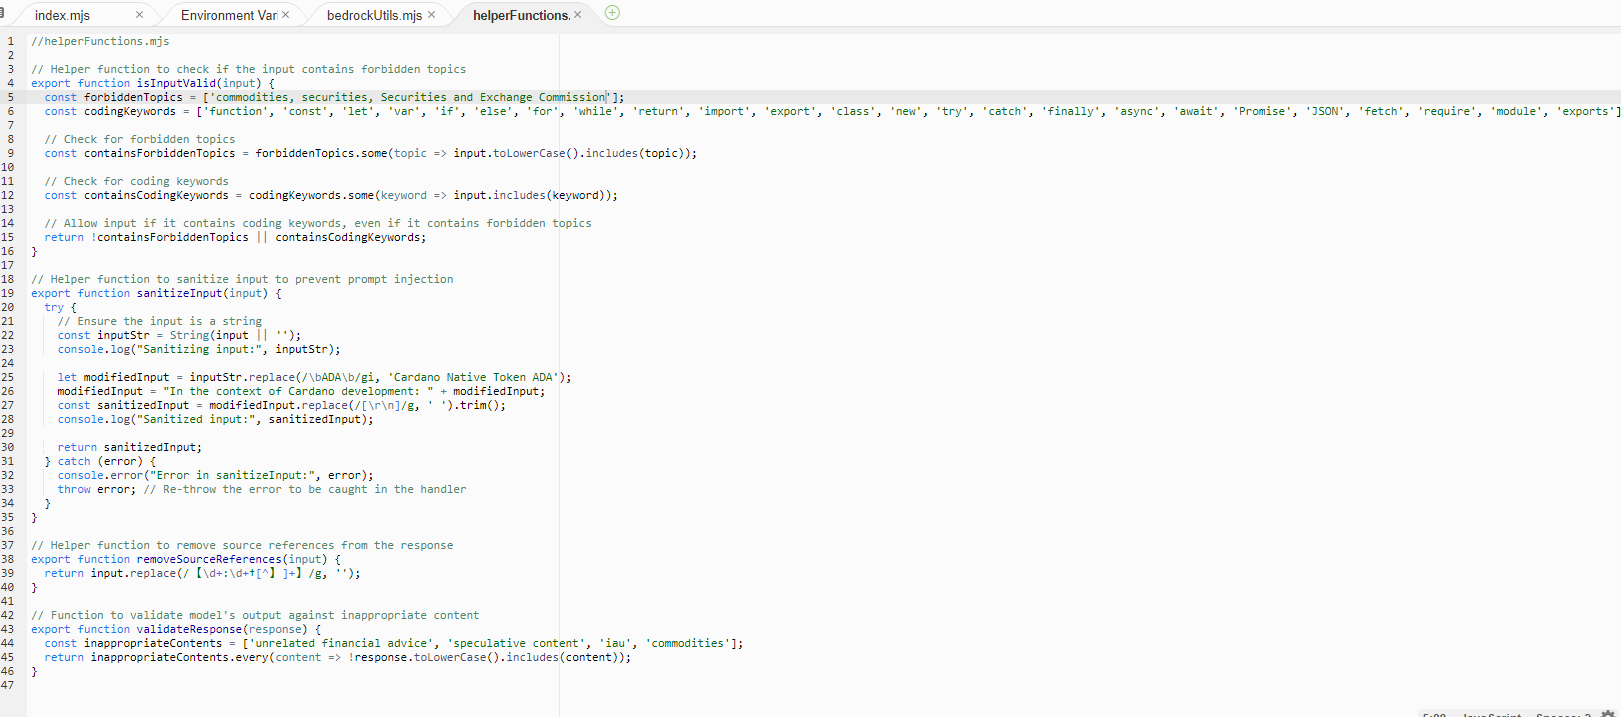 index.mjs × Environment Vari × bedrockUtils.mjs × helperFunctions. ×
1 //helperFunctions.mjs
2
3 // Helper function to check if the input contains forbidden topics
4 export function isInputValid(input) {
5   const forbiddenTopics = ['commodities, securities, Securities and Exchange Commission'];
6   const codingKeywords = ['function', 'const', 'let', 'var', 'if', 'else', 'for', 'while', 'return', 'import', 'export', 'class', 'new', 'try', 'catch', 'finally', 'async', 'await', 'Promise', 'JSON', 'fetch', 'require', 'module', 'exports']
7
8   // Check for forbidden topics
9   const containsForbiddenTopics = forbiddenTopics.some(topic => input.toLowerCase().includes(topic));
10
11   // Check for coding keywords
12   const containsCodingKeywords = codingKeywords.some(keyword => input.includes(keyword));
13
14   // Allow input if it contains coding keywords, even if it contains forbidden topics
15   return !containsForbiddenTopics || containsCodingKeywords;
16 }
17
18 // Helper function to sanitize input to prevent prompt injection
19 export function sanitizeInput(input) {
20   try {
21     // Ensure the input is a string
22     const inputStr = String(input || '');
23     console.log("Sanitizing input:", inputStr);
24
25     let modifiedInput = inputStr.replace(/\bADA\b/gi, 'Cardano Native Token ADA');
26     modifiedInput = "In the context of Cardano development: " + modifiedInput;
27     const sanitizedInput = modifiedInput.replace(/[\r\n]/g, ' ').trim();
28     console.log("Sanitized input:", sanitizedInput);
29
30     return sanitizedInput;
31   } catch (error) {
32     console.error("Error in sanitizeInput:", error);
33     throw error; // Re-throw the error to be caught in the handler
34   }
35 }
36
37 // Helper function to remove source references from the response
38 export function removeSourceReferences(input) {
39   return input.replace(/【\d+:\d+†[^】]+】/g, '');
40 }
41
42 // Function to validate model's output against inappropriate content
43 export function validateResponse(response) {
44   const inappropriateContents = ['unrelated financial advice', 'speculative content', 'iau', 'commodities'];
45   return inappropriateContents.every(content => !response.toLowerCase().includes(content));
46 }
47